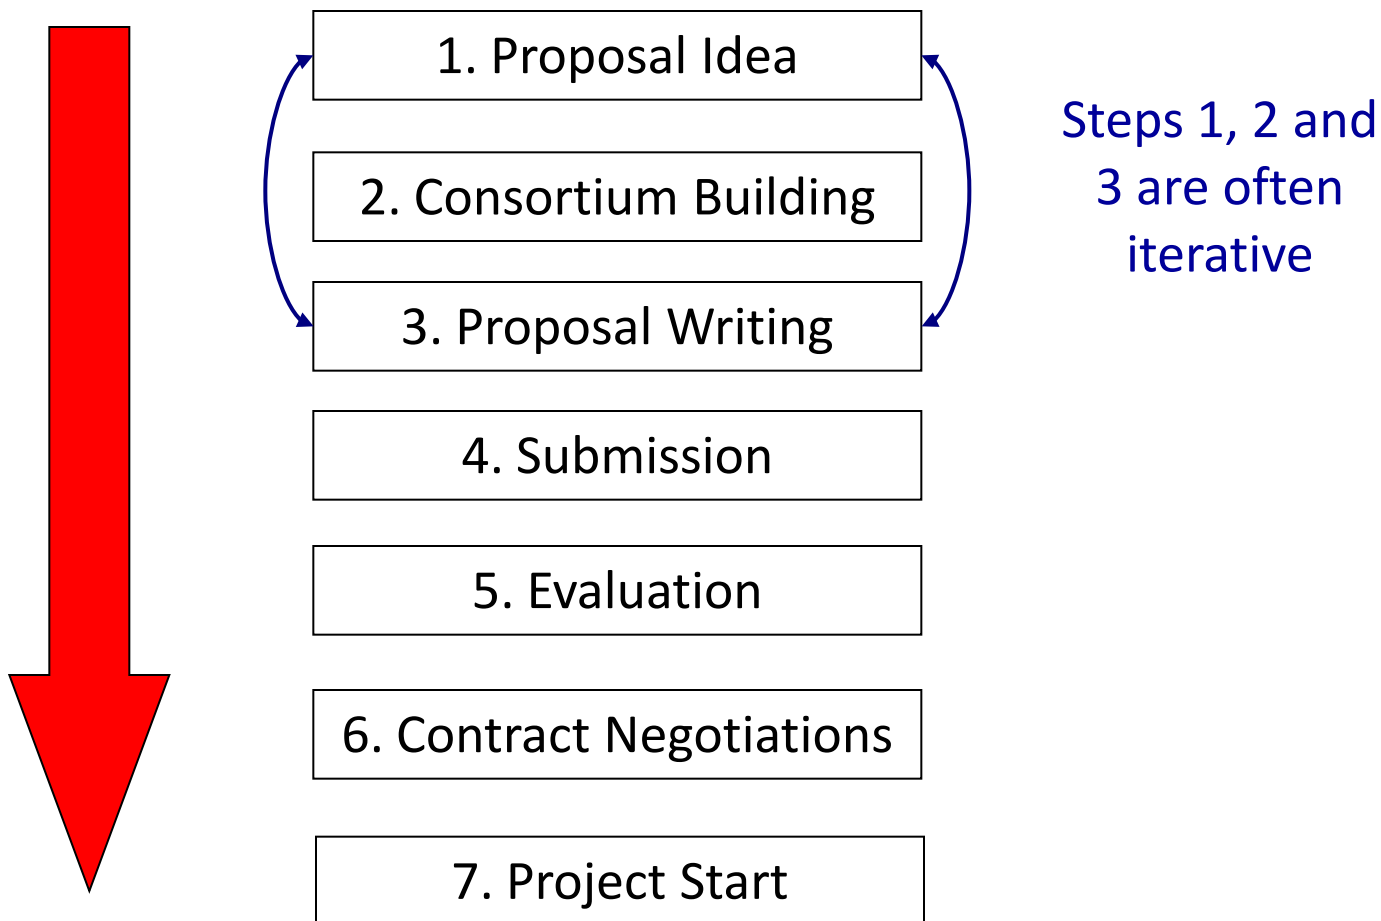 1. Proposal Idea
2. Consortium Building
3. Proposal Writing
4. Submission
5. Evaluation
6. Contract Negotiations
7. Project Start
Steps 1, 2 and
3 are often
iterative